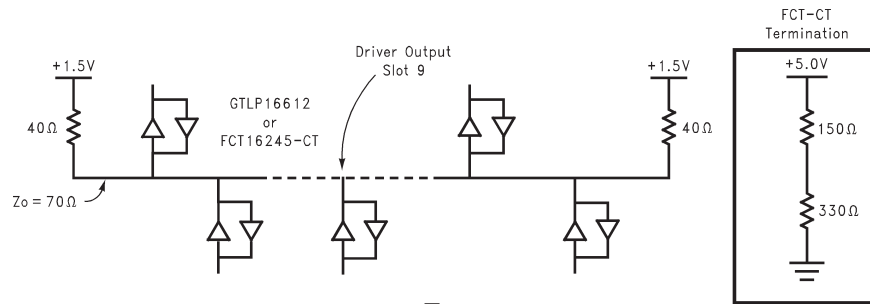 FCT-CT
Termination
Driver Output
Slot 9
+1.5V
+1.5V
+5.0V
GTLP16612
or
FCT16245-CT
40Ω
40Ω
150Ω
Zo = 70Ω
330Ω